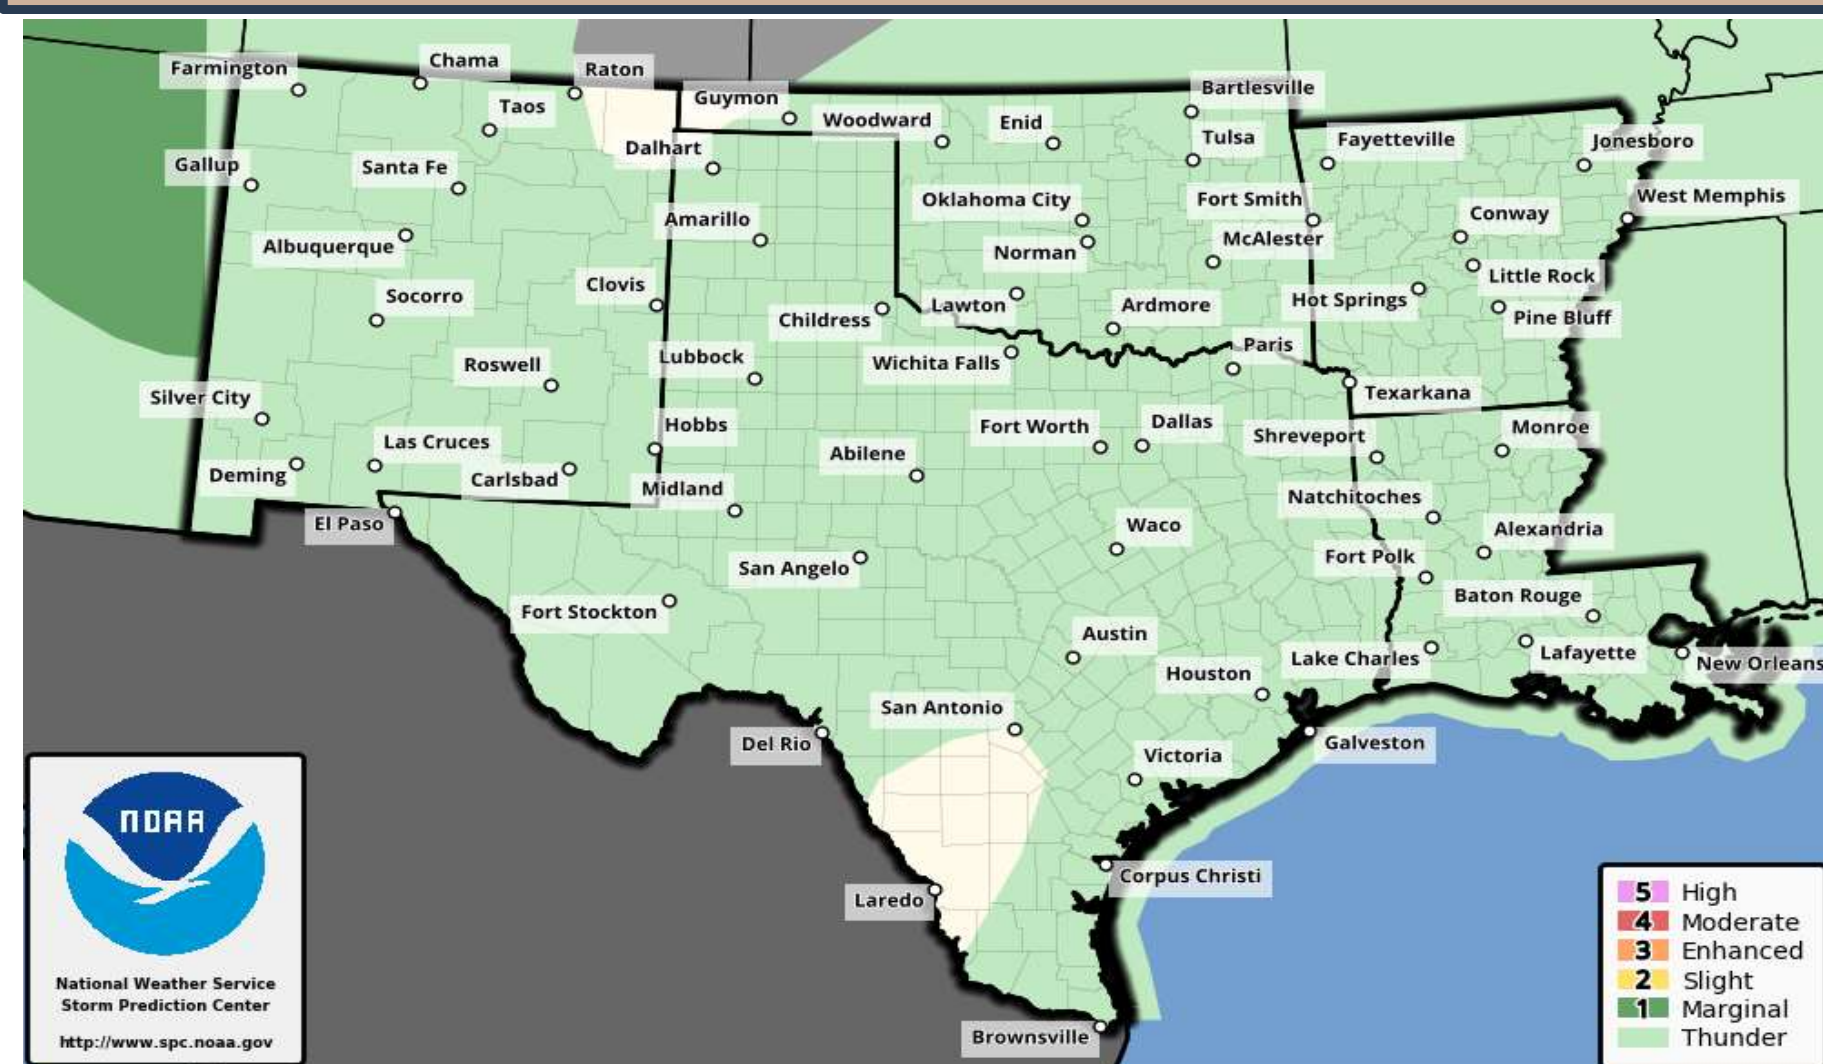 Farmington
Chama
Raton
Taos
Guymon
Woodward
Enid
Bartlesville
Tulsa
Fayetteville
Jonesboro
Gallup
Santa Fe
Dalhart
Oklahoma City
Fort Smith
Conway
West Memphis
Albuquerque
Amarillo
Norman
McAlester
Little Rock
Socorro
Clovis
Childress
Lawton
Ardmore
Hot Springs
Pine Bluff
Roswell
Lubbock
Wichita Falls
Paris
Texarkana
Silver City
Hobbs
Fort Worth
Dallas
Shreveport
Monroe
Las Cruces
Abilene
Deming
Carlsbad
Midland
Natchitoches
El Paso
Waco
Alexandria
San Angelo
Fort Polk
Fort Stockton
Baton Rouge
Austin
Lake Charles
Lafayette
New Orleans
Houston
San Antonio
Del Rio
Galveston
Victoria
Corpus Christi
Laredo
Brownsville
NOAA
National Weather Service
Storm Prediction Center
http://www.spc.noaa.gov
5 High
4 Moderate
3 Enhanced
2 Slight
1 Marginal
Thunder